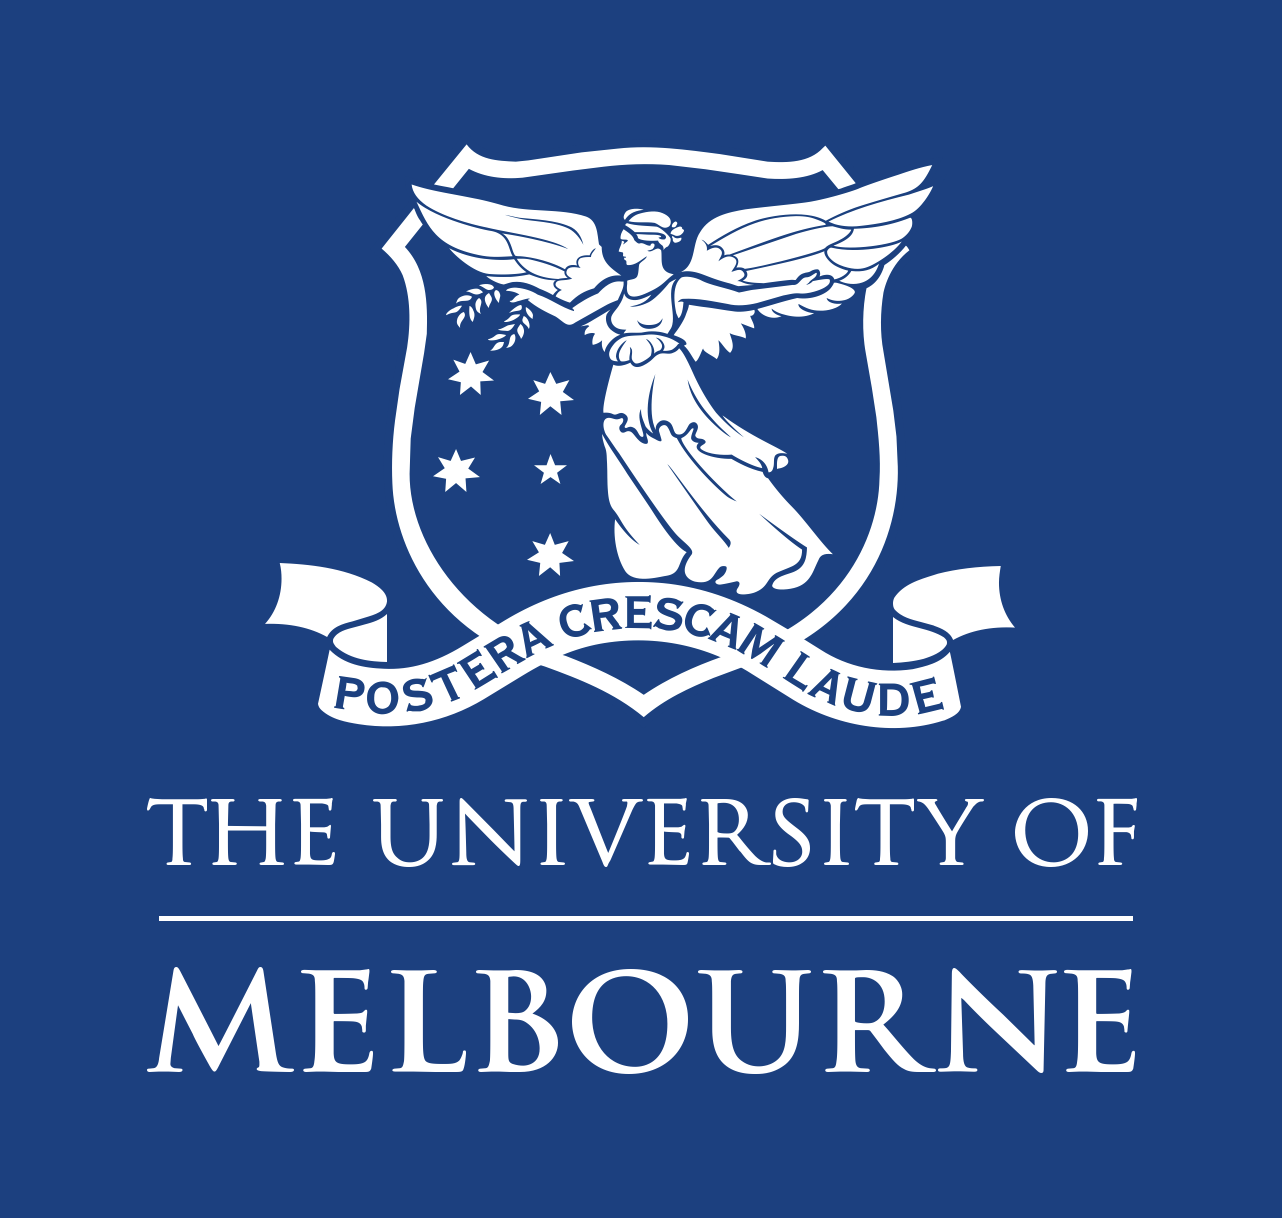 POSTERA CRESCAM LAUDE
THE UNIVERSITY OF
MELBOURNE